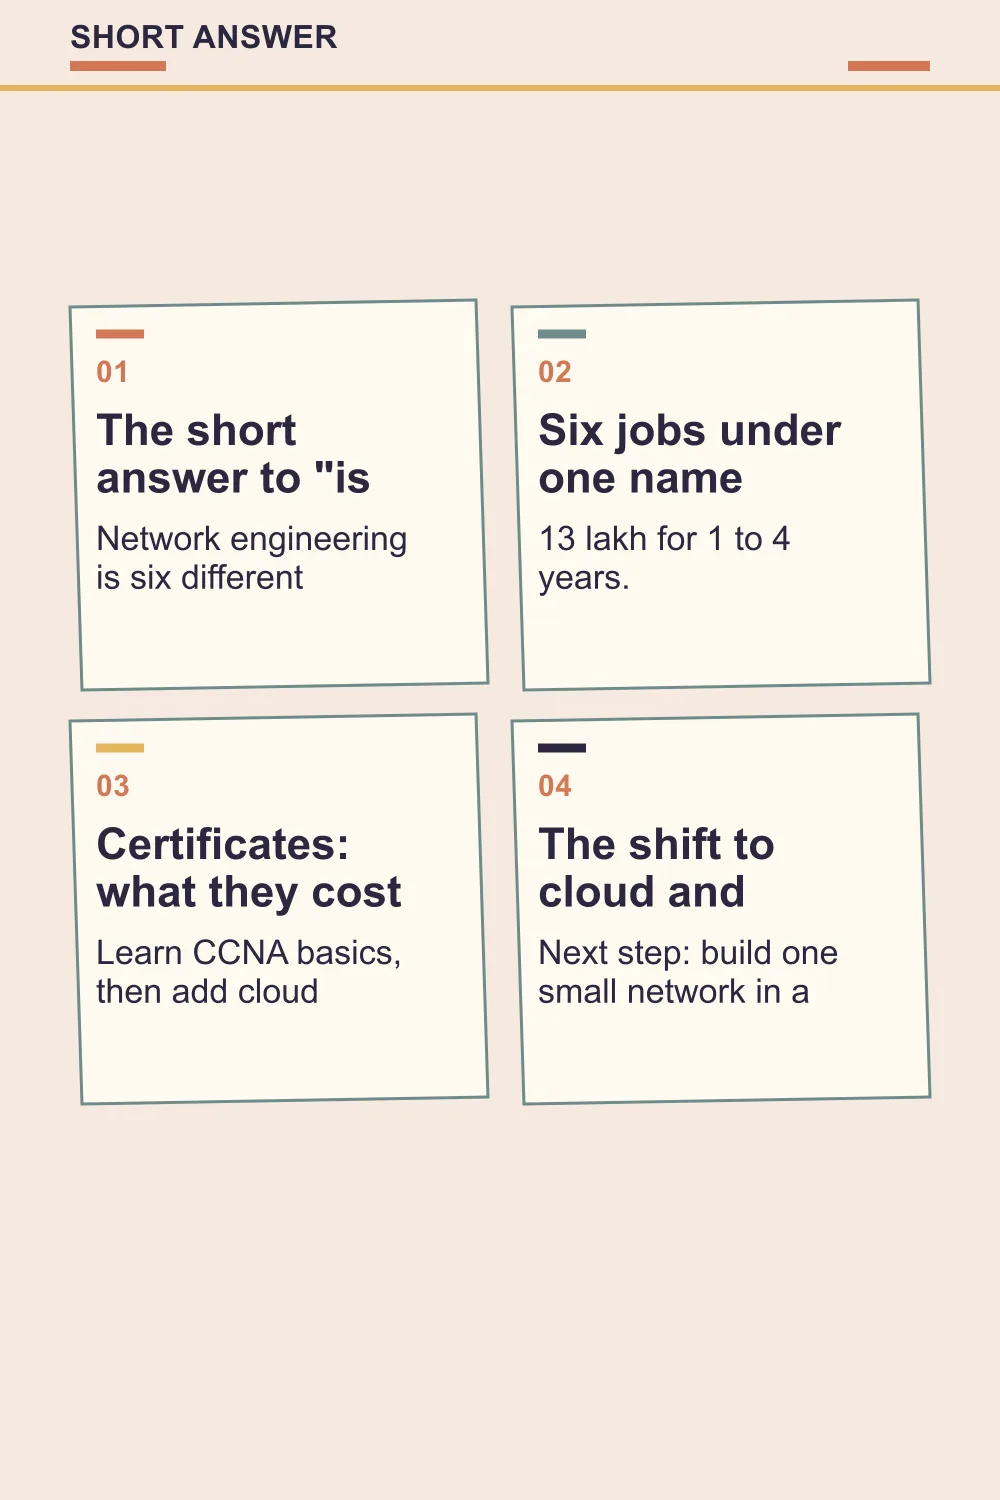 SHORT ANSWER
01
The short
answer to "is
Network engineering
is six different
02
Six jobs under
one name
13 lakh for 1 to 4
years.
03
Certificates:
what they cost
Learn CCNA basics,
then add cloud
04
The shift to
cloud and
Next step: build one
small network in a